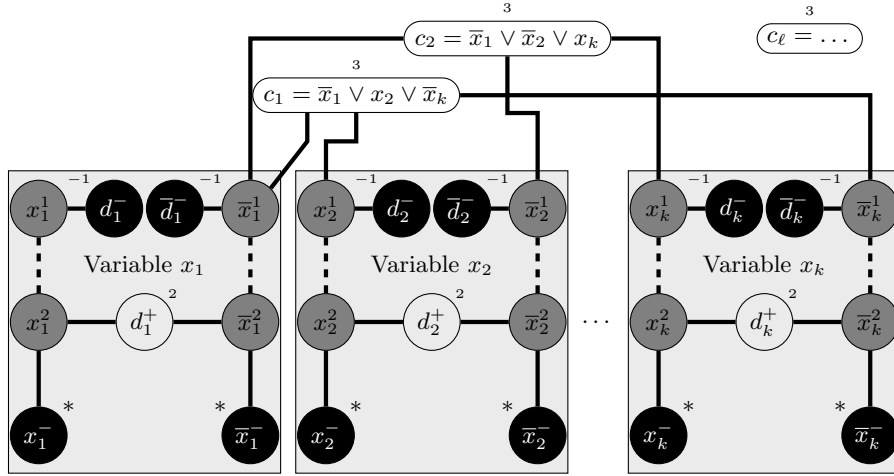 3
c₂ = x̅₁ ∨ x̅₂ ∨ xₖ
3
c_ℓ = …
3
c₁ = x̅₁ ∨ x₂ ∨ x̅ₖ
x₁¹ −1 d₁⁻ d̅₁⁻ −1 x̅₁¹ x₂¹ −1 d₂⁻ d̅₂⁻ −1 x̅₂¹ xₖ¹ −1 dₖ⁻ d̅ₖ⁻ −1 x̅ₖ¹
Variable x₁ Variable x₂ Variable xₖ
x₁² d₁⁺ 2 x̅₁² x₂² d₂⁺ 2 x̅₂² … xₖ² dₖ⁺ 2 x̅ₖ²
x₁⁻ * * x̅₁⁻ x₂⁻ * * x̅₂⁻ xₖ⁻ * * x̅ₖ⁻